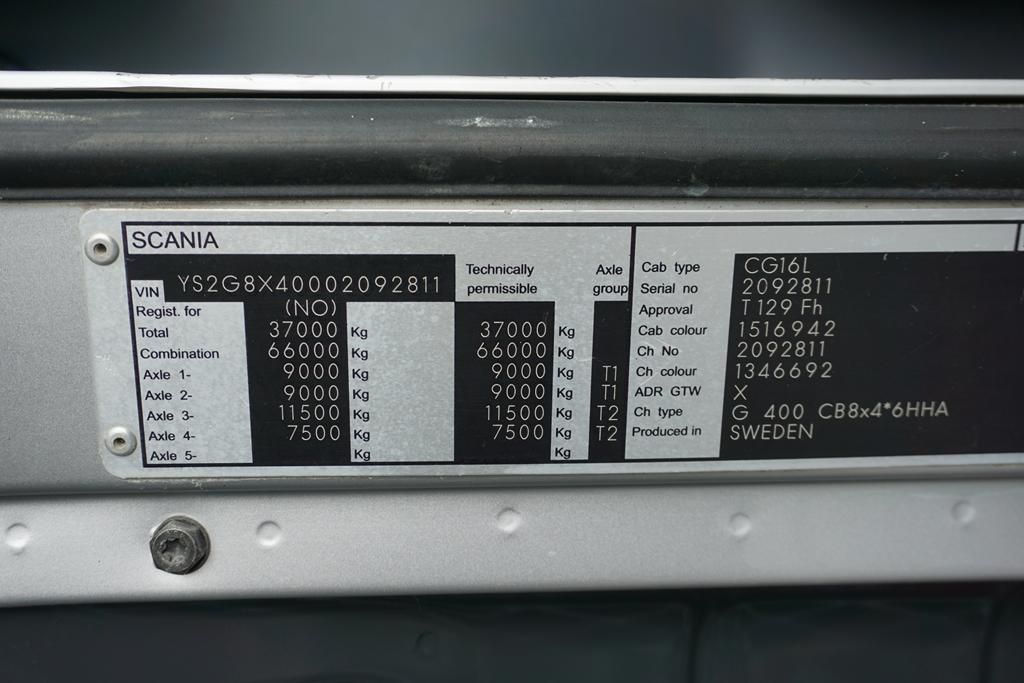 SCANIA
VIN YS2G8X40002092811 Technically permissible Axle group
Regist. for (NO)
Total 37000 Kg 37000 Kg
Combination 66000 Kg 66000 Kg
Axle 1- 9000 Kg 9000 Kg T1
Axle 2- 9000 Kg 9000 Kg T1
Axle 3- 11500 Kg 11500 Kg T2
Axle 4- 7500 Kg 7500 Kg T2
Axle 5- Kg Kg
Cab type CG16L
Serial no 2092811
Approval T129 Fh
Cab colour 1516942
Ch No 2092811
Ch colour 1346692
ADR GTW X
Ch type G 400 CB8x4*6HHA
Produced in SWEDEN